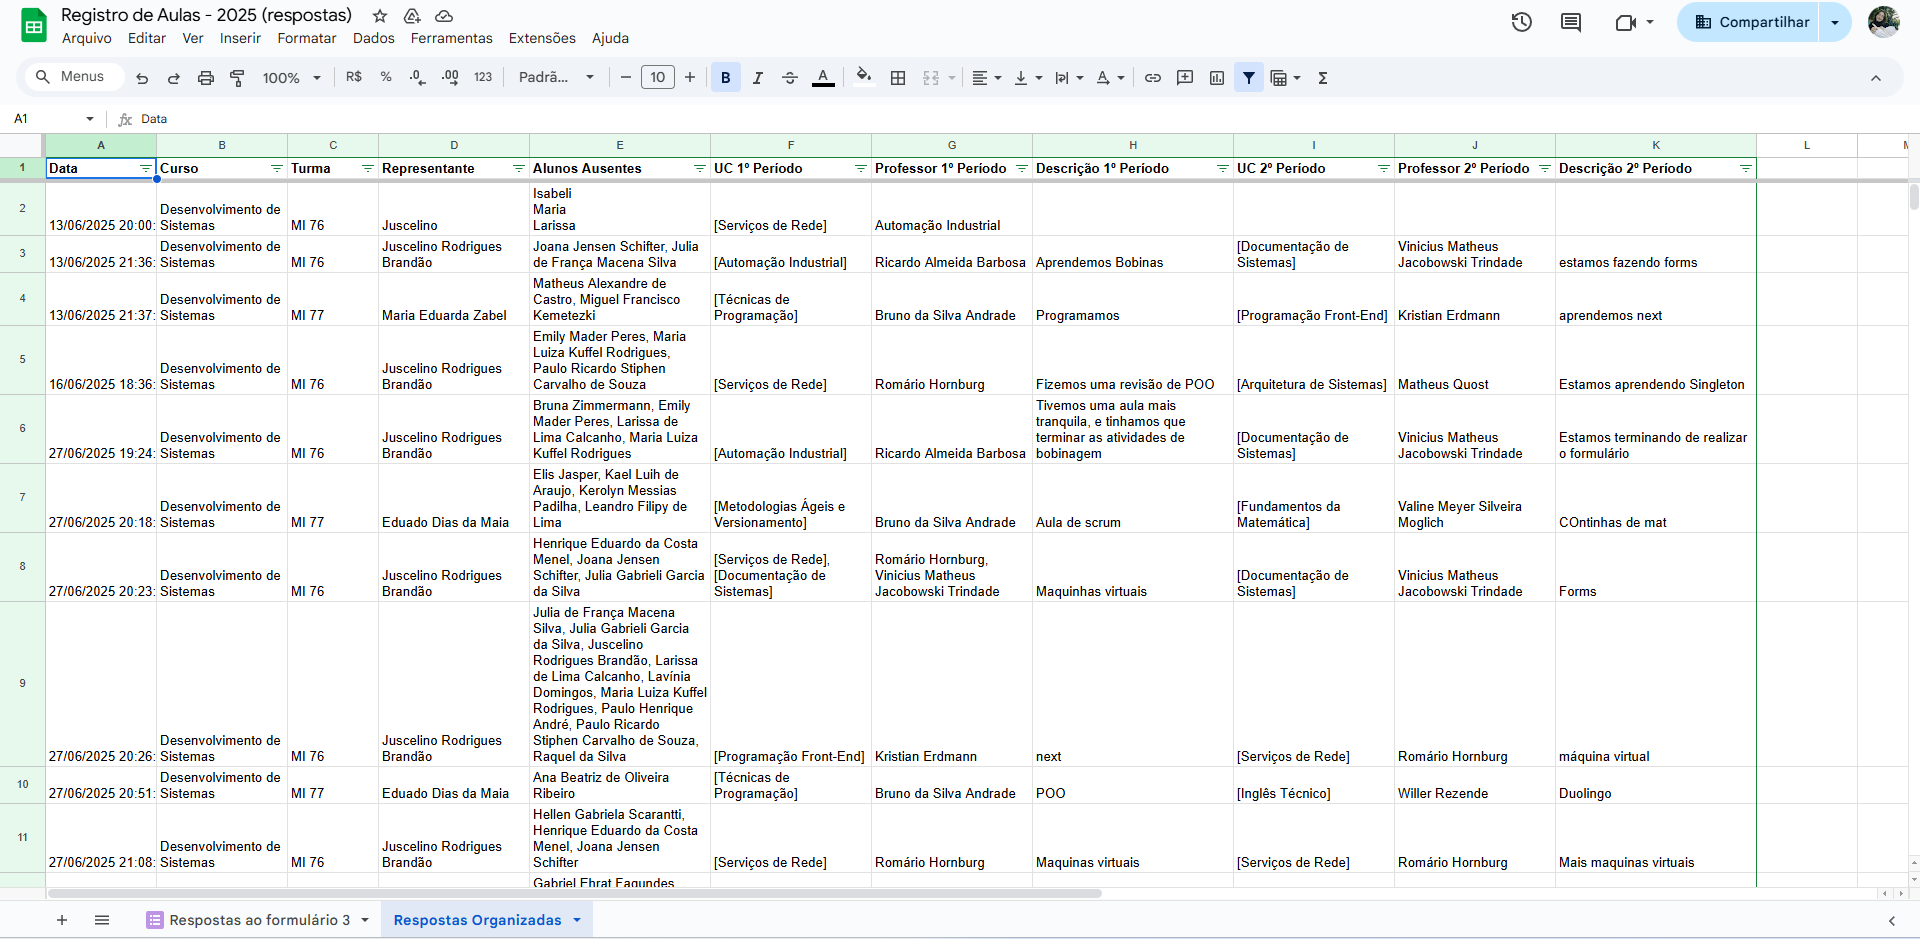 Registro de Aulas - 2025 (respostas)
Arquivo Editar Ver Inserir Formatar Dados Ferramentas Extensões Ajuda
Compartilhar
Menus 100% R$ % .0 .00 123 Padrã... 10 B I A Σ
A1 fx Data
A B C D E F G H I J K L
1 Data Curso Turma Representante Alunos Ausentes UC 1º Período Professor 1º Período Descrição 1º Período UC 2º Período Professor 2º Período Descrição 2º Período
2
13/06/2025 20:00:
Desenvolvimento de
Sistemas
MI 76
Juscelino
Isabeli
Maria
Larissa
[Serviços de Rede]
Automação Industrial
3
13/06/2025 21:36:
Desenvolvimento de
Sistemas
MI 76
Juscelino Rodrigues
Brandão
Joana Jensen Schifter, Julia
de França Macena Silva
[Automação Industrial]
Ricardo Almeida Barbosa
Aprendemos Bobinas
[Documentação de
Sistemas]
Vinicius Matheus
Jacobowski Trindade
estamos fazendo forms
4
13/06/2025 21:37:
Desenvolvimento de
Sistemas
MI 77
Maria Eduarda Zabel
Matheus Alexandre de
Castro, Miguel Francisco
Kemetezki
[Técnicas de
Programação]
Bruno da Silva Andrade
Programamos
[Programação Front-End]
Kristian Erdmann
aprendemos next
5
16/06/2025 18:36:
Desenvolvimento de
Sistemas
MI 76
Juscelino Rodrigues
Brandão
Emily Mader Peres, Maria
Luiza Kuffel Rodrigues,
Paulo Ricardo Stiphen
Carvalho de Souza
[Serviços de Rede]
Romário Hornburg
Fizemos uma revisão de POO
[Arquitetura de Sistemas]
Matheus Quost
Estamos aprendendo Singleton
6
27/06/2025 19:24:
Desenvolvimento de
Sistemas
MI 76
Juscelino Rodrigues
Brandão
Bruna Zimmermann, Emily
Mader Peres, Larissa de
Lima Calcanho, Maria Luiza
Kuffel Rodrigues
[Automação Industrial]
Ricardo Almeida Barbosa
Tivemos uma aula mais
tranquila, e tinhamos que
terminar as atividades de
bobinagem
[Documentação de
Sistemas]
Vinicius Matheus
Jacobowski Trindade
Estamos terminando de realizar
o formulário
7
27/06/2025 20:18:
Desenvolvimento de
Sistemas
MI 77
Eduado Dias da Maia
Elis Jasper, Kael Luih de
Araujo, Kerolyn Messias
Padilha, Leandro Filipy de
Lima
[Metodologias Ágeis e
Versionamento]
Bruno da Silva Andrade
Aula de scrum
[Fundamentos da
Matemática]
Valine Meyer Silveira
Moglich
COntinhas de mat
8
27/06/2025 20:23:
Desenvolvimento de
Sistemas
MI 76
Juscelino Rodrigues
Brandão
Henrique Eduardo da Costa
Menel, Joana Jensen
Schifter, Julia Gabrieli Garcia
da Silva
[Serviços de Rede],
[Documentação de
Sistemas]
Romário Hornburg,
Vinicius Matheus
Jacobowski Trindade
Maquinhas virtuais
[Documentação de
Sistemas]
Vinicius Matheus
Jacobowski Trindade
Forms
9
27/06/2025 20:26:
Desenvolvimento de
Sistemas
MI 76
Juscelino Rodrigues
Brandão
Julia de França Macena
Silva, Julia Gabrieli Garcia
da Silva, Juscelino
Rodrigues Brandão, Larissa
de Lima Calcanho, Lavínia
Domingos, Maria Luiza Kuffel
Rodrigues, Paulo Henrique
André, Paulo Ricardo
Stiphen Carvalho de Souza,
Raquel da Silva
[Programação Front-End]
Kristian Erdmann
next
[Serviços de Rede]
Romário Hornburg
máquina virtual
10
27/06/2025 20:51:
Desenvolvimento de
Sistemas
MI 77
Eduado Dias da Maia
Ana Beatriz de Oliveira
Ribeiro
[Técnicas de
Programação]
Bruno da Silva Andrade
POO
[Inglês Técnico]
Willer Rezende
Duolingo
11
27/06/2025 21:08:
Desenvolvimento de
Sistemas
MI 76
Juscelino Rodrigues
Brandão
Hellen Gabriela Scarantti,
Henrique Eduardo da Costa
Menel, Joana Jensen
Schifter
[Serviços de Rede]
Romário Hornburg
Maquinas virtuais
[Serviços de Rede]
Romário Hornburg
Mais maquinas virtuais
Gabriel Ehrat Fagundes
Respostas ao formulário 3 Respostas Organizadas